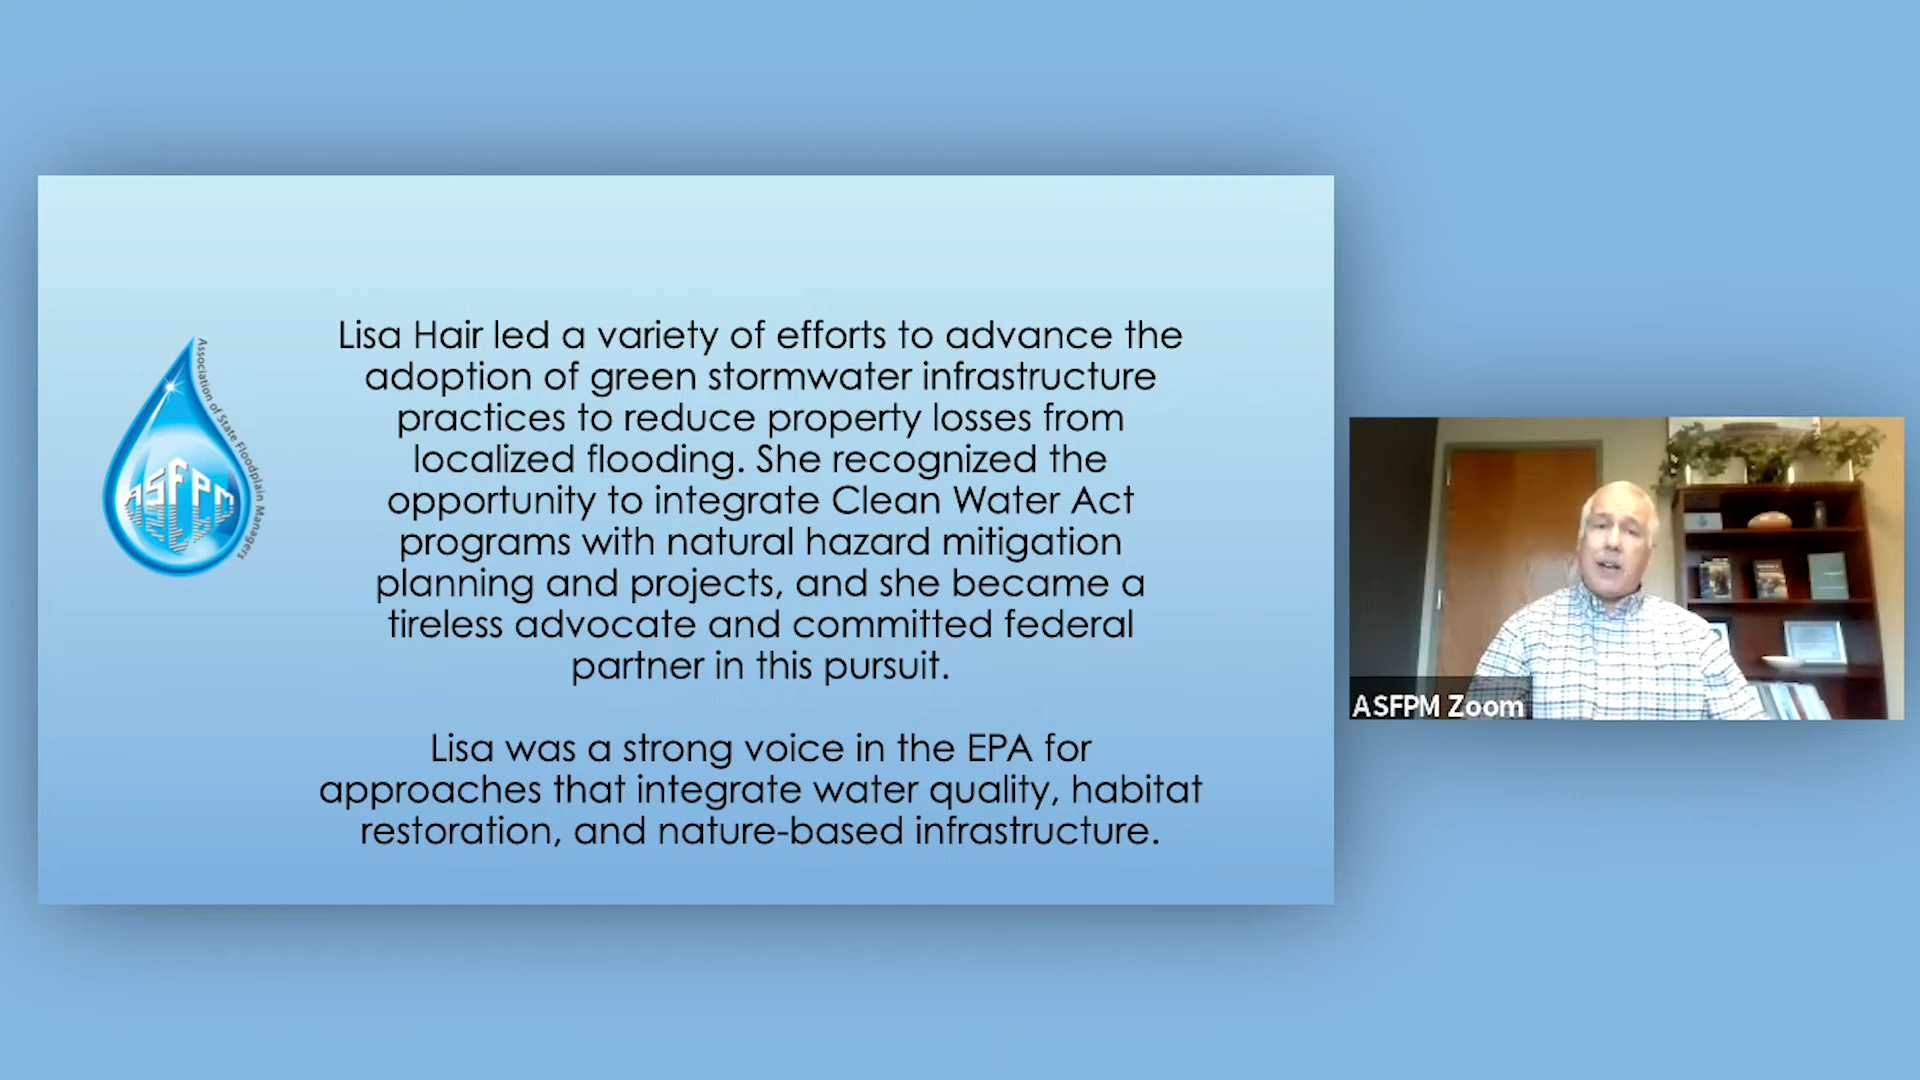 Association of State Floodplain Managers
ASFPM
Lisa Hair led a variety of efforts to advance the
adoption of green stormwater infrastructure
practices to reduce property losses from
localized flooding. She recognized the
opportunity to integrate Clean Water Act
programs with natural hazard mitigation
planning and projects, and she became a
tireless advocate and committed federal
partner in this pursuit.
Lisa was a strong voice in the EPA for
approaches that integrate water quality, habitat
restoration, and nature-based infrastructure.
ASFPM Zoom